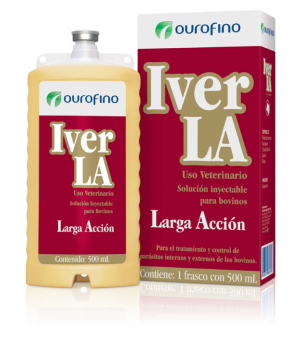 ourofino
Iver
LA
Uso Veterinario
Solución inyectable
para bovinos
Larga Acción
Contenido: 500 mL
ourofino
Iver
LA
Uso Veterinario
Solución inyectable
para bovinos
Larga Acción
Para el tratamiento y control de
parásitos internos y externos de los bovinos.
Contiene: 1 frasco con 500 mL